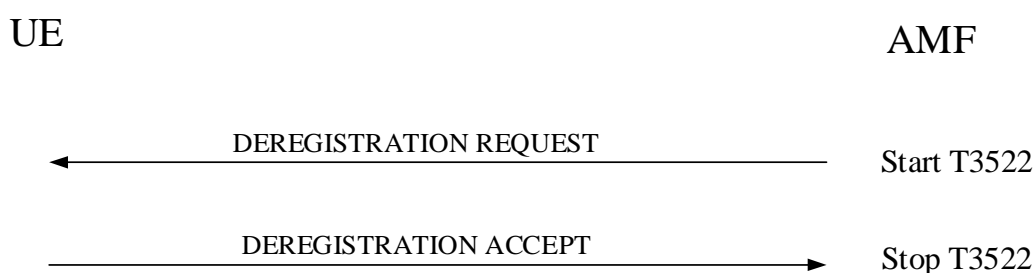 UE
AMF
DEREGISTRATION REQUEST
Start T3522
DEREGISTRATION ACCEPT
Stop T3522